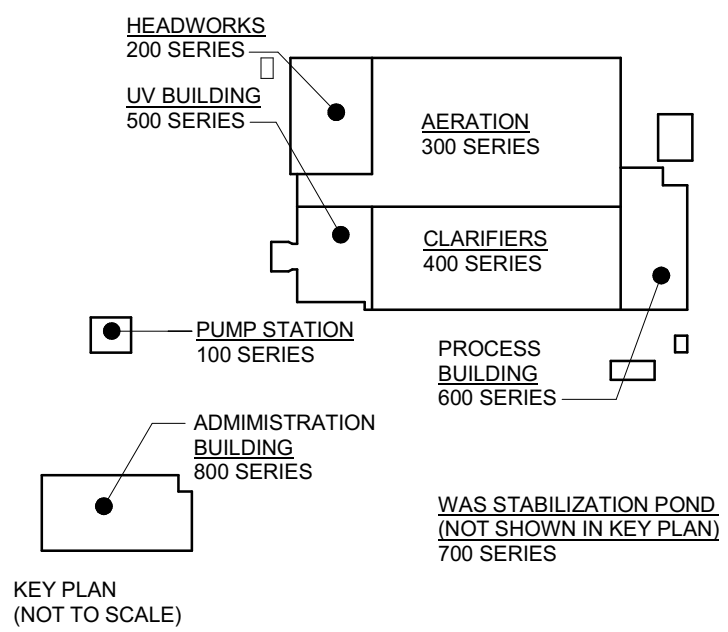 HEADWORKS
200 SERIES
UV BUILDING
500 SERIES
AERATION
300 SERIES
CLARIFIERS
400 SERIES
PUMP STATION
100 SERIES
PROCESS
BUILDING
600 SERIES
ADMIMISTRATION
BUILDING
800 SERIES
WAS STABILIZATION POND
(NOT SHOWN IN KEY PLAN)
700 SERIES
KEY PLAN
(NOT TO SCALE)